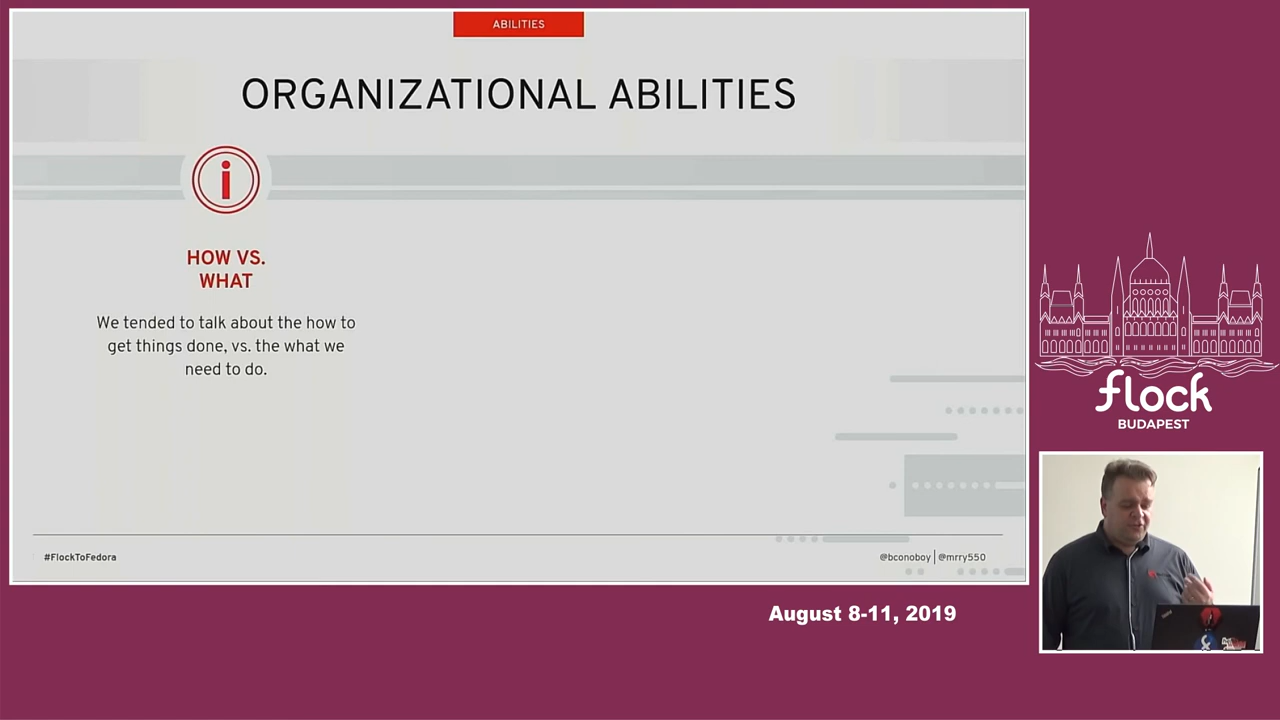 ABILITIES
ORGANIZATIONAL ABILITIES
HOW VS.
WHAT
We tended to talk about the how to
get things done, vs. the what we
need to do.
#FlockToFedora
@bconoboy | @mrry550
flock
BUDAPEST
August 8-11, 2019